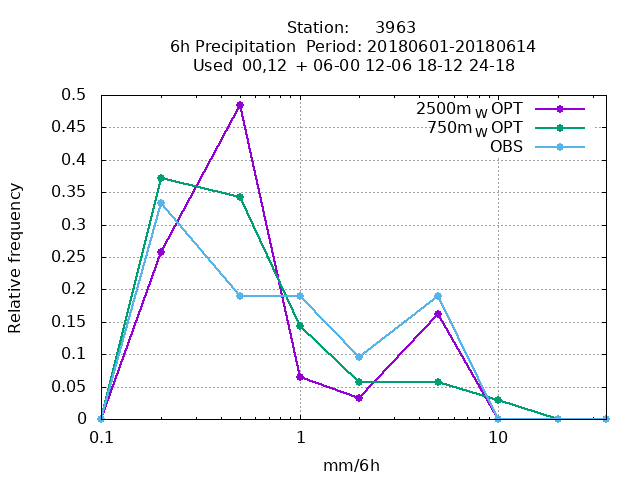 Station: 3963
6h Precipitation Period: 20180601-20180614
Used 00,12 + 06-00 12-06 18-12 24-18
2500m_W OPT
750m_W OPT
OBS
0.5
0.45
0.4
0.35
0.3
0.25
0.2
0.15
0.1
0.05
0
Relative frequency
0.1 1 10
mm/6h